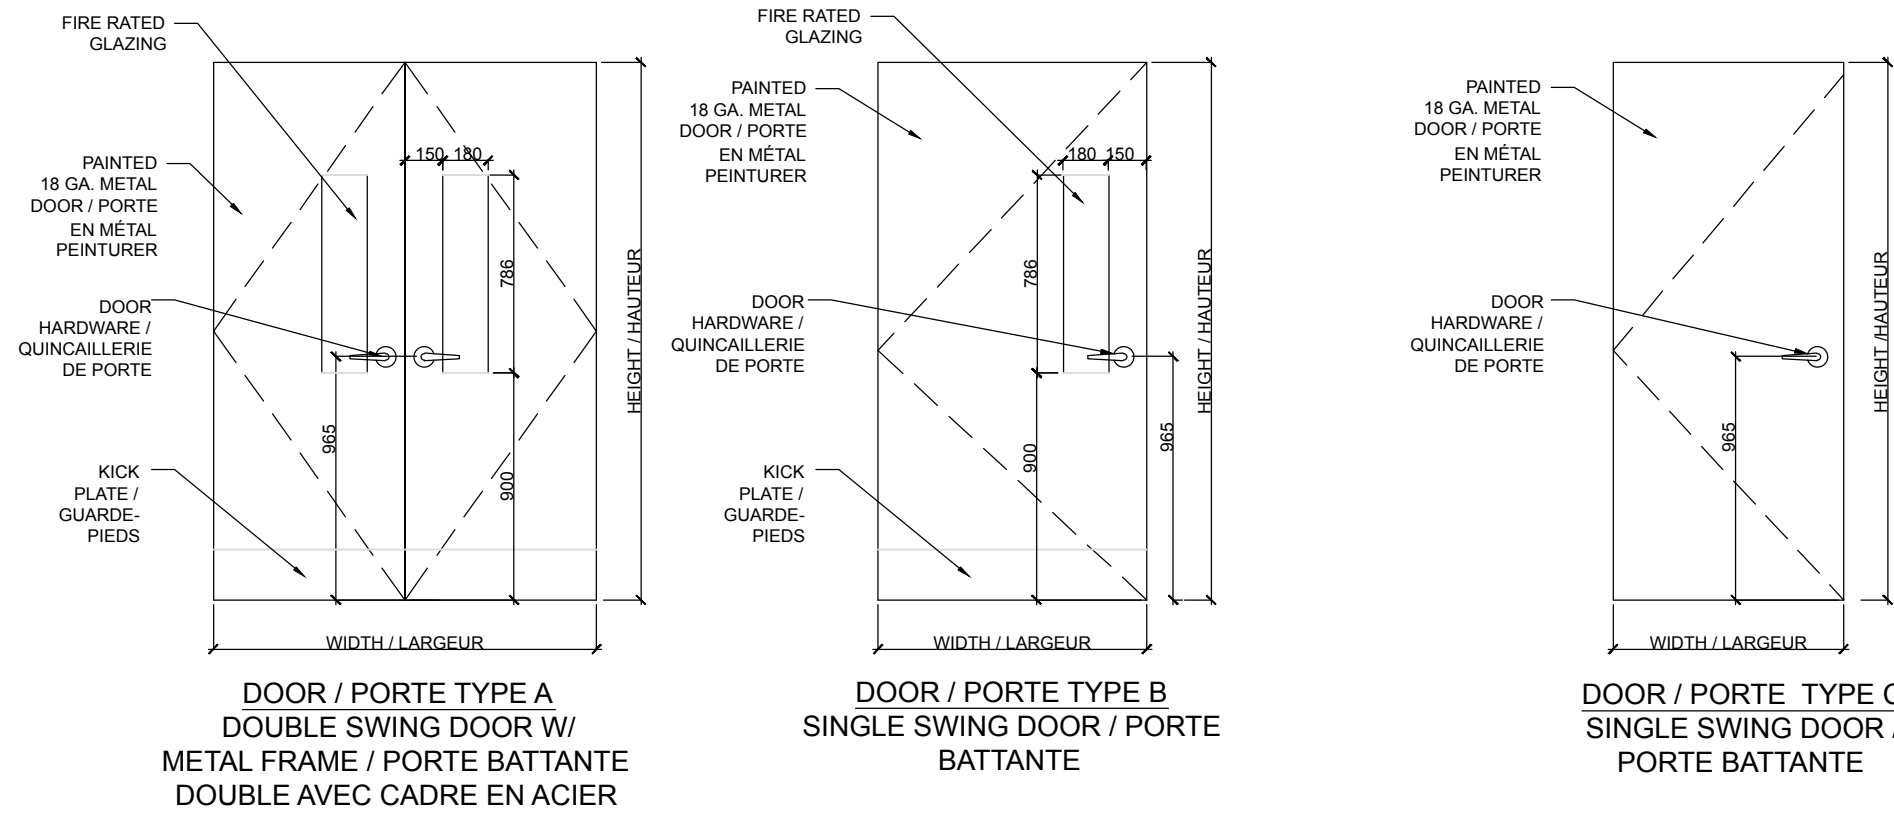 FIRE RATED
GLAZING
PAINTED
18 GA. METAL
DOOR / PORTE
EN MÉTAL
PEINTURER
DOOR
HARDWARE /
QUINCAILLERIE
DE PORTE
KICK
PLATE /
GUARDE-
PIEDS
150
180
786
965
900
HEIGHT / HAUTEUR
WIDTH / LARGEUR
DOOR / PORTE TYPE A
DOUBLE SWING DOOR W/
METAL FRAME / PORTE BATTANTE
DOUBLE AVEC CADRE EN ACIER
FIRE RATED
GLAZING
PAINTED
18 GA. METAL
DOOR / PORTE
EN MÉTAL
PEINTURER
DOOR
HARDWARE /
QUINCAILLERIE
DE PORTE
KICK
PLATE /
GUARDE-
PIEDS
180
150
786
900
965
HEIGHT / HAUTEUR
WIDTH / LARGEUR
DOOR / PORTE TYPE B
SINGLE SWING DOOR / PORTE
BATTANTE
PAINTED
18 GA. METAL
DOOR / PORTE
EN MÉTAL
PEINTURER
DOOR
HARDWARE /
QUINCAILLERIE
DE PORTE
965
HEIGHT /HAUTEUR
WIDTH / LARGEUR
DOOR / PORTE TYPE C
SINGLE SWING DOOR /
PORTE BATTANTE